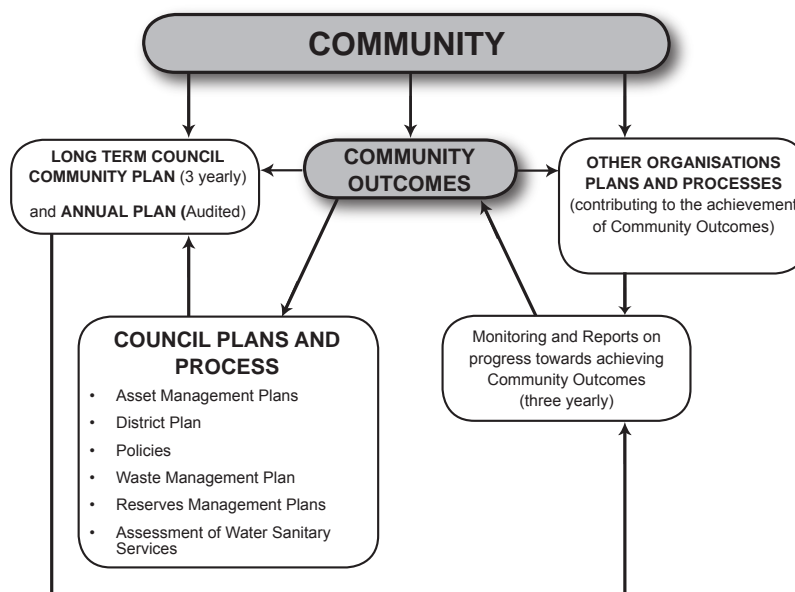 COMMUNITY
LONG TERM COUNCIL
COMMUNITY PLAN (3 yearly)
and ANNUAL PLAN (Audited)
COMMUNITY
OUTCOMES
OTHER ORGANISATIONS
PLANS AND PROCESSES
(contributing to the achievement
of Community Outcomes)
COUNCIL PLANS AND
PROCESS
• Asset Management Plans
• District Plan
• Policies
• Waste Management Plan
• Reserves Management Plans
• Assessment of Water Sanitary
Services
Monitoring and Reports on
progress towards achieving
Community Outcomes
(three yearly)